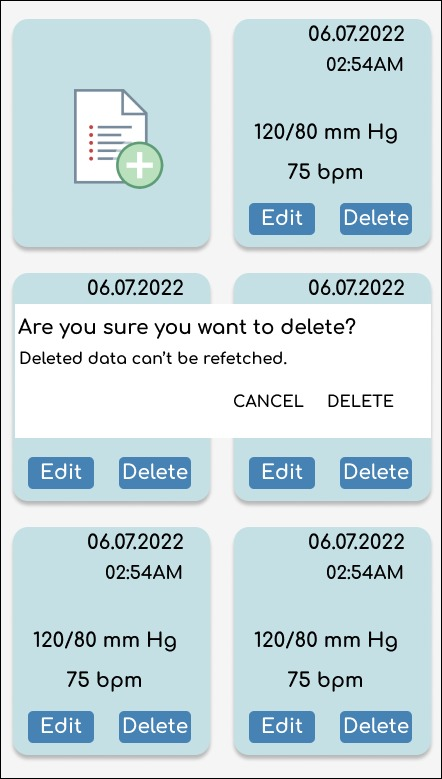 06.07.2022
02:54AM
120/80 mm Hg
75 bpm
Edit Delete
06.07.2022 06.07.2022
Are you sure you want to delete?
Deleted data can't be refetched.
CANCEL DELETE
Edit Delete Edit Delete
06.07.2022 06.07.2022
02:54AM 02:54AM
120/80 mm Hg 120/80 mm Hg
75 bpm 75 bpm
Edit Delete Edit Delete